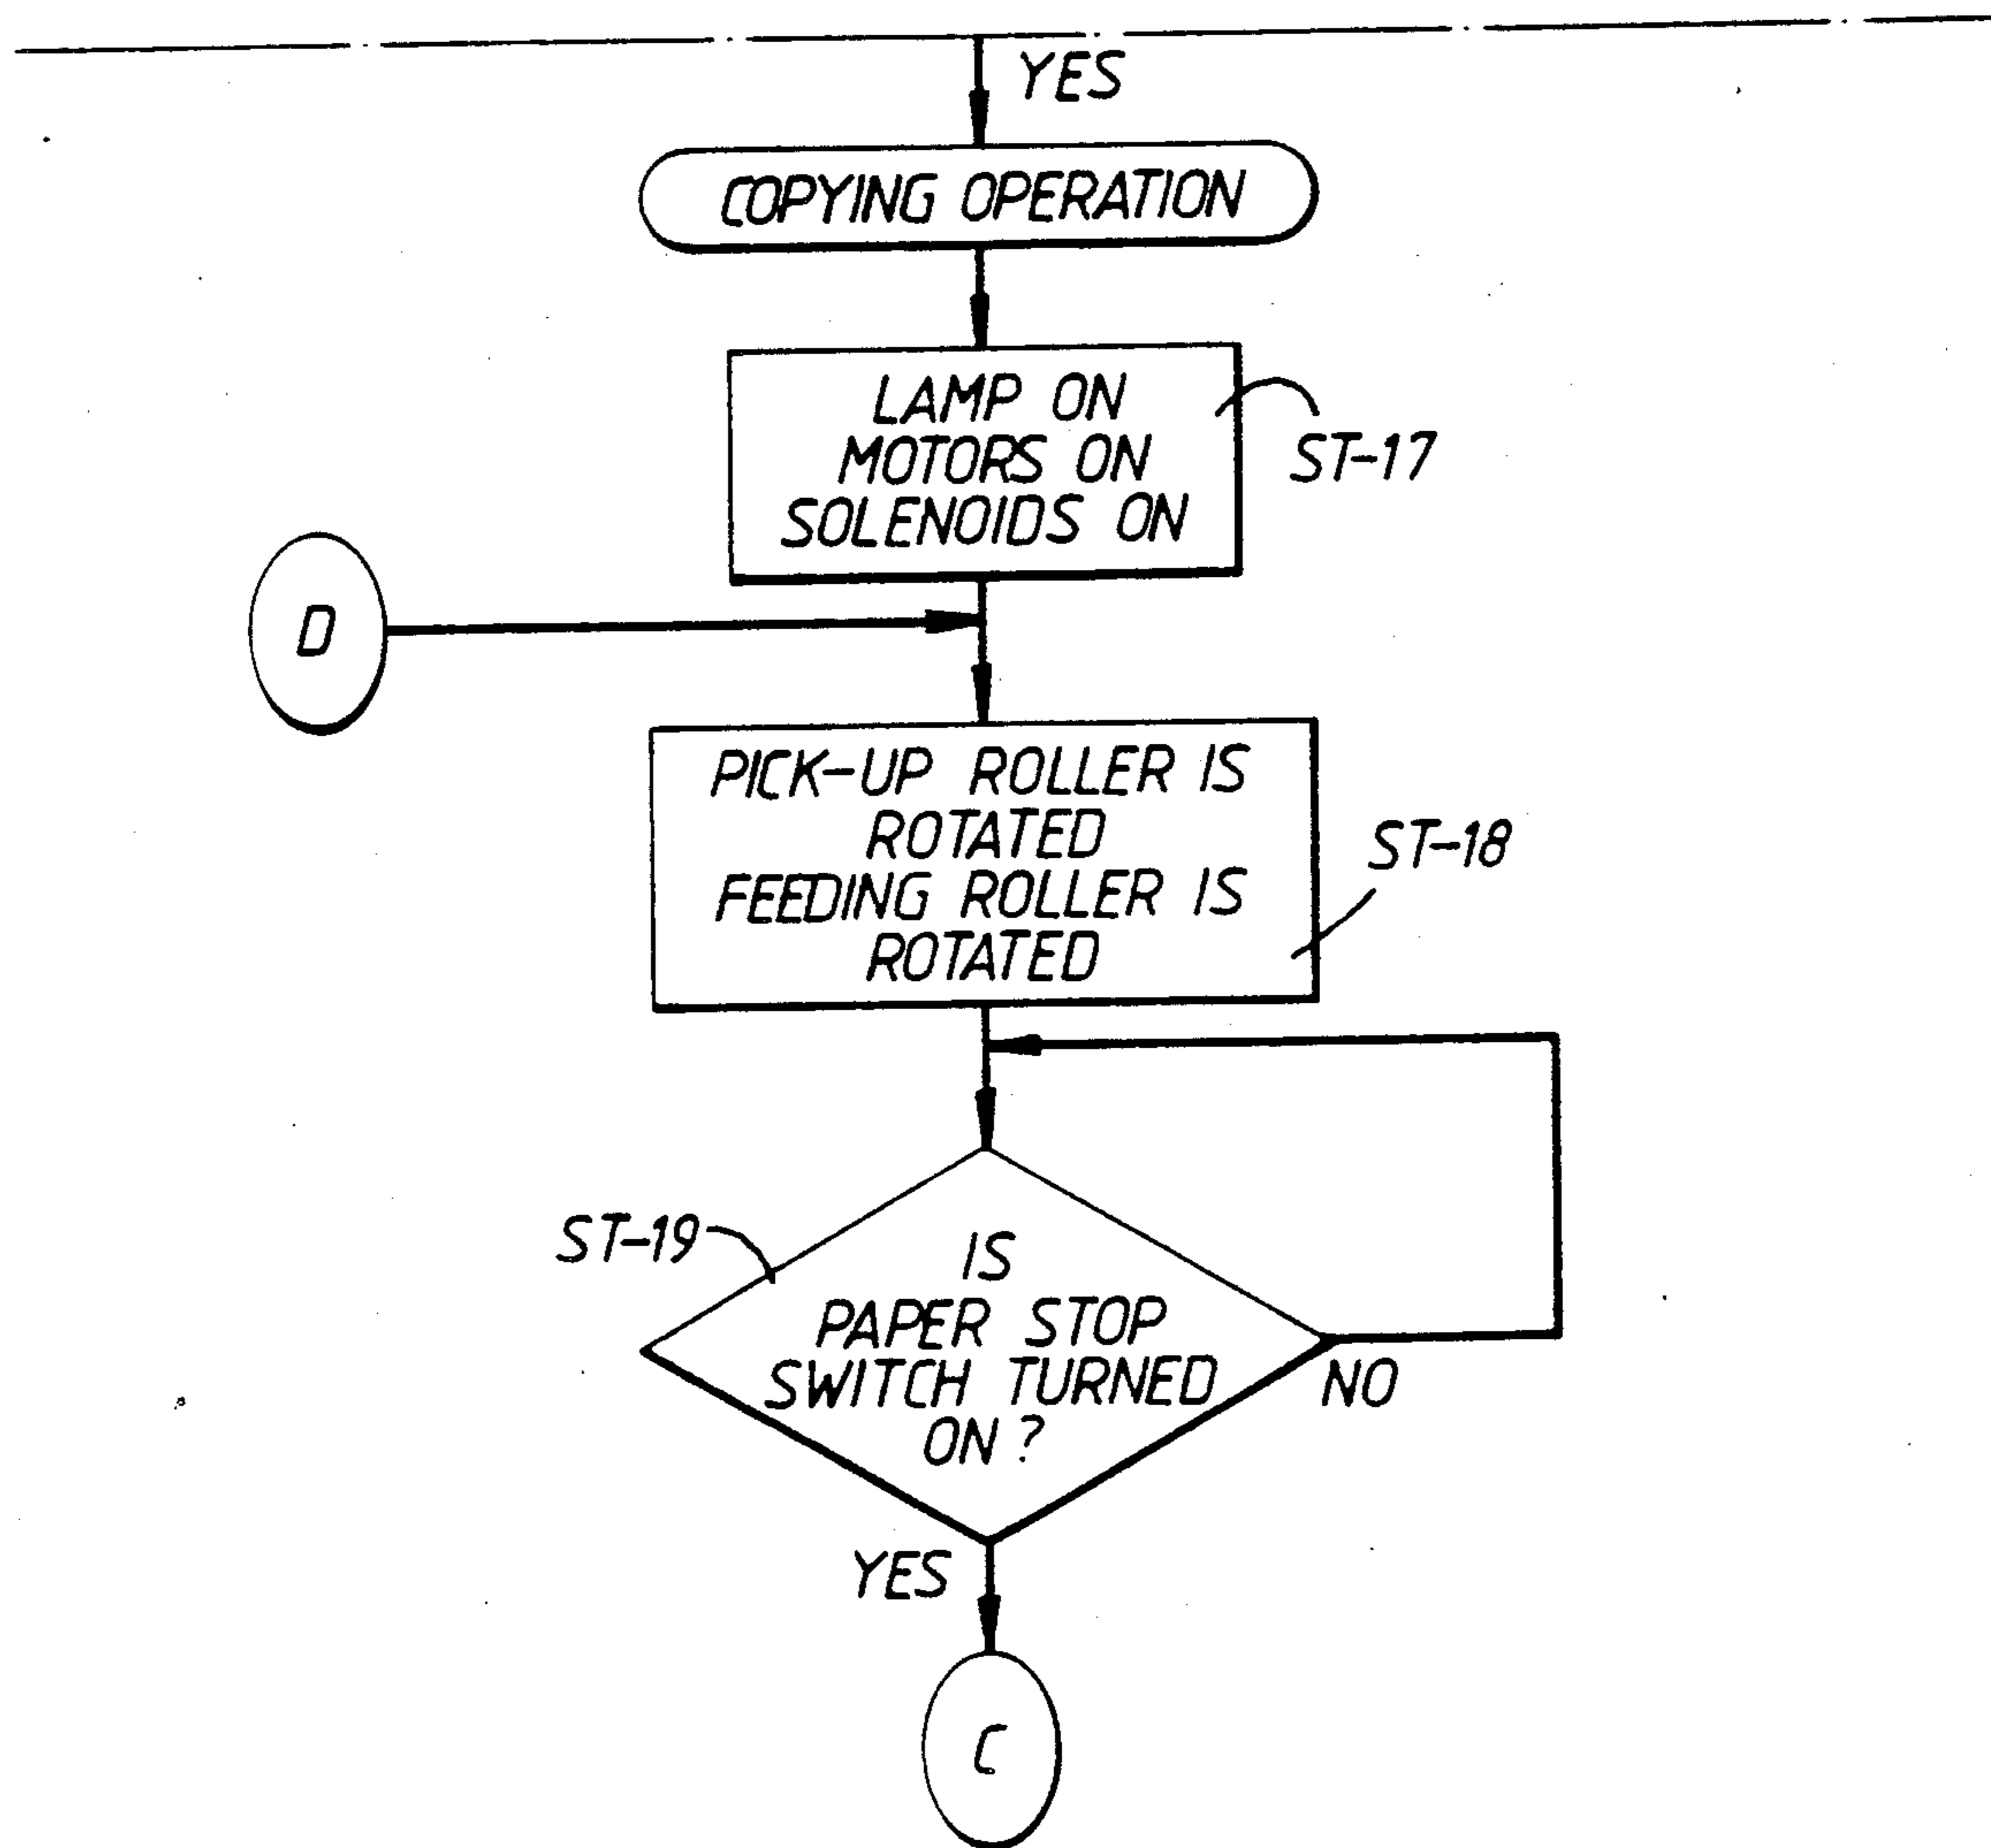 YES
COPYING OPERATION
LAMP ON
MOTORS ON
SOLENOIDS ON
ST-17
D
PICK-UP ROLLER IS
ROTATED
FEEDING ROLLER IS
ROTATED
ST-18
ST-19
IS
PAPER STOP
SWITCH TURNED
ON?
NO
YES
C